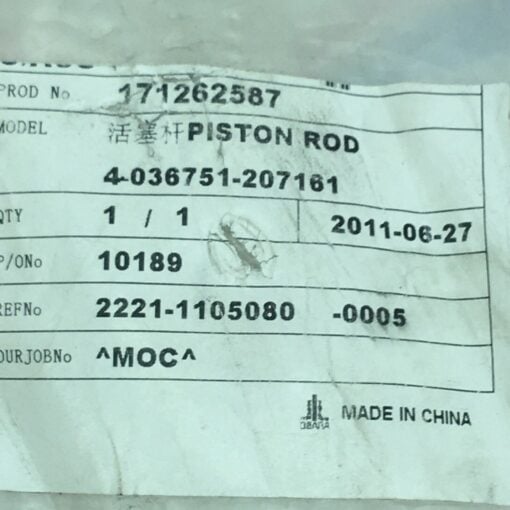 PROD No 171262587
MODEL 活塞杆PISTON ROD
4-036751-207161
QTY 1 / 1 2011-06-27
P/ONo 10189
REFNo 2221-1105080 -0005
OURJOBNo ^MOC^
OBARA MADE IN CHINA